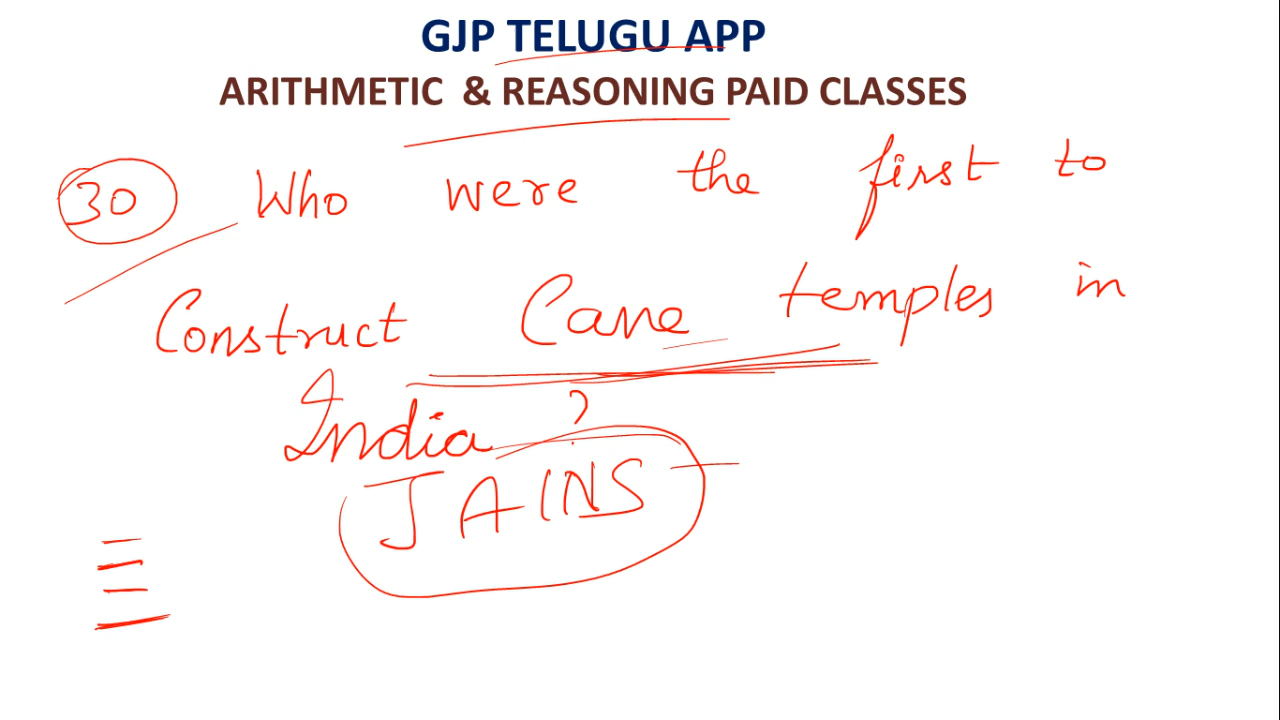 GJP TELUGU APP
ARITHMETIC & REASONING PAID CLASSES
30 Who were the first to
Construct Cave temples in
India ?
JAINS